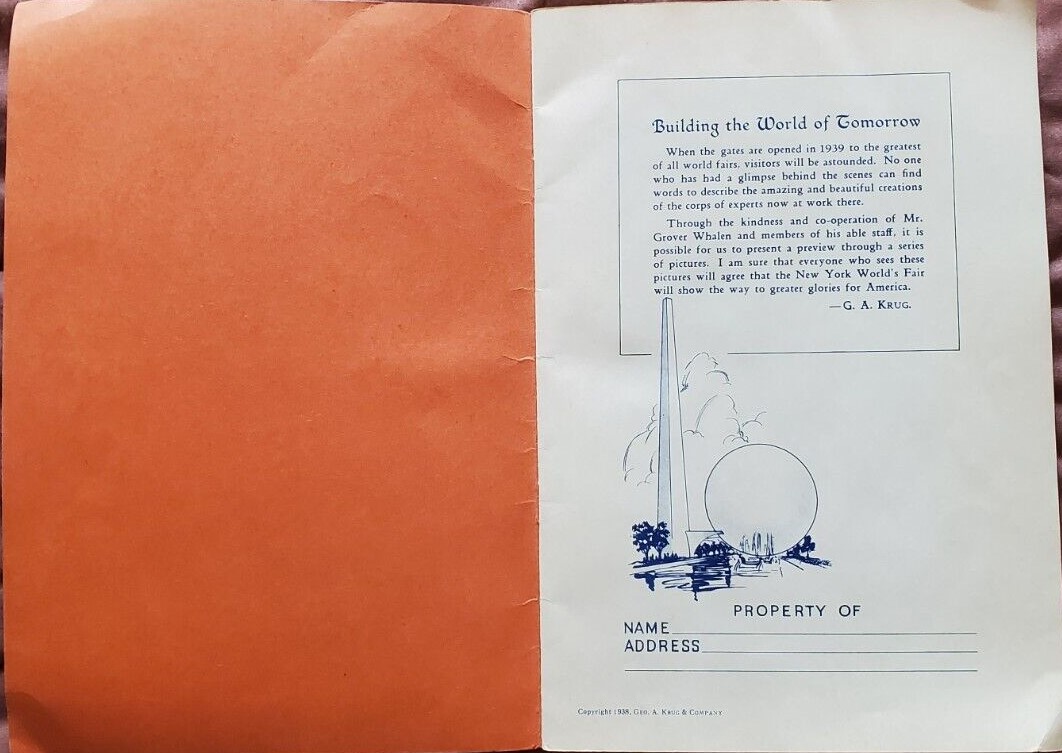 Building the World of Tomorrow
When the gates are opened in 1939 to the greatest
of all world fairs, visitors will be astounded. No one
who has had a glimpse behind the scenes can find
words to describe the amazing and beautiful creations
of the corps of experts now at work there.
Through the kindness and co-operation of Mr.
Grover Whalen and members of his able staff, it is
possible for us to present a preview through a series
of pictures. I am sure that everyone who sees these
pictures will agree that the New York World's Fair
will show the way to greater glories for America.
—G. A. KRUG.
PROPERTY OF
NAME
ADDRESS
Copyright 1938, GEO. A. KRUG & COMPANY